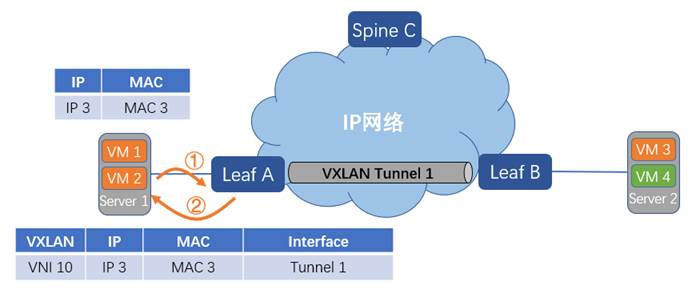 Spine C
IP MAC
IP 3 MAC 3
IP网络
VM 1
VM 2
Server 1
①
②
Leaf A
VXLAN Tunnel 1
Leaf B
VM 3
VM 4
Server 2
VXLAN IP MAC Interface
VNI 10 IP 3 MAC 3 Tunnel 1